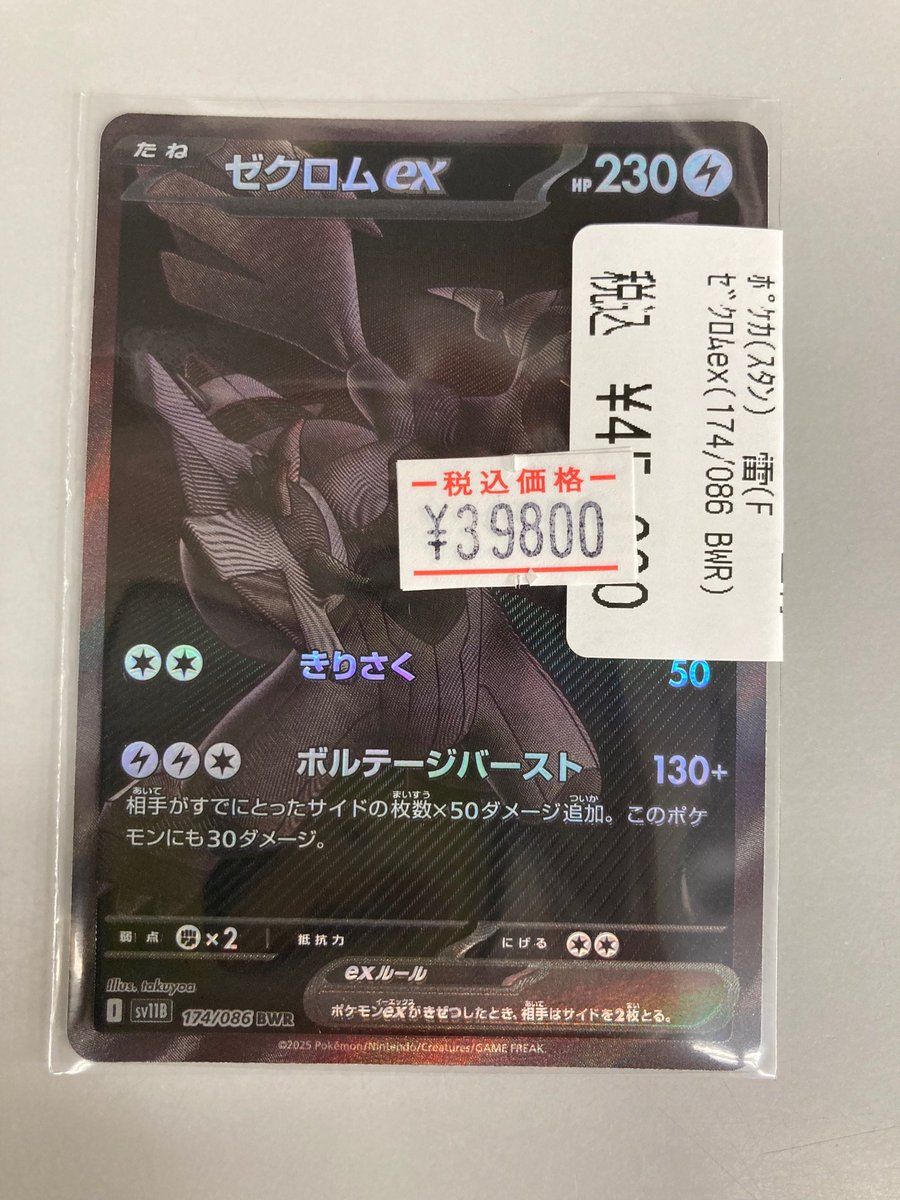 たね
ゼクロムex
HP 230
ポケカ(スタン) 雷(F
ゼクロムex(174/086 BWR)
税込
税込価格
¥39800
きりさく 50
ボルテージバースト 130+
相手がすでにとったサイドの枚数×50ダメージ追加。このポケ
モンにも30ダメージ。
弱点 ×2 抵抗力 にげる
Illus. takuyoa
exルール
ポケモンexがきぜつしたとき、相手はサイドを2枚とる。
I sv11B 174/086 BWR
©2025 Pokémon/Nintendo/Creatures/GAME FREAK.